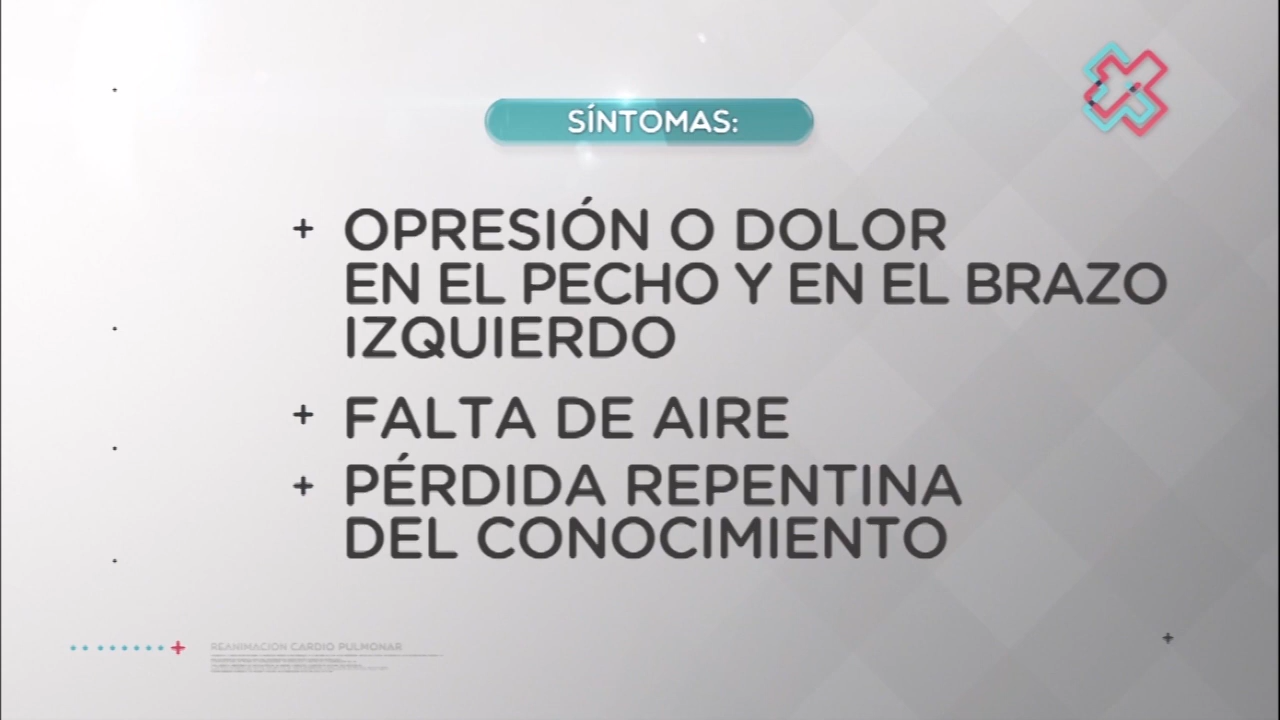 SÍNTOMAS:
+ OPRESIÓN O DOLOR
EN EL PECHO Y EN EL BRAZO
IZQUIERDO
+ FALTA DE AIRE
+ PÉRDIDA REPENTINA
DEL CONOCIMIENTO
REANIMACION CARDIO PULMONAR